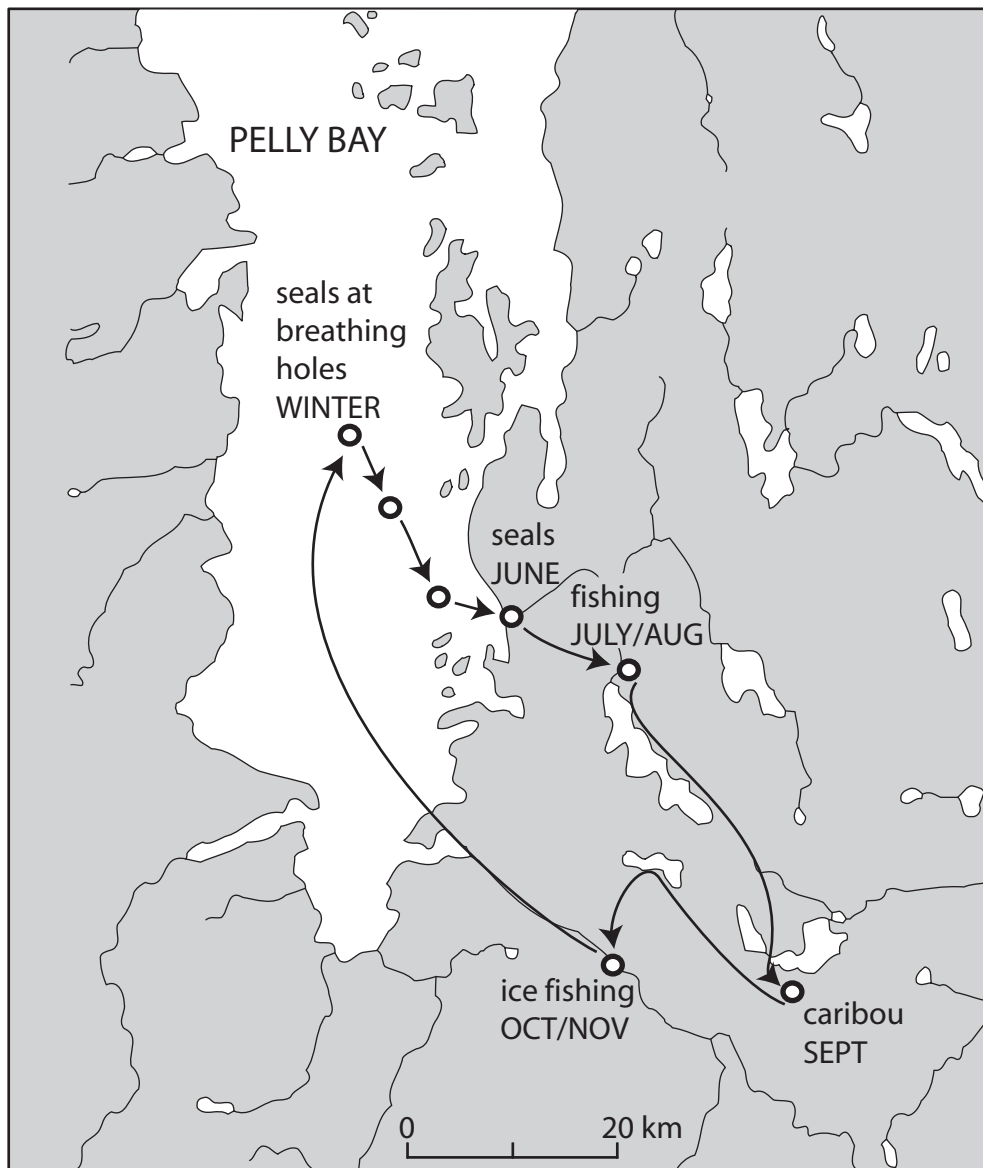 PELLY BAY
seals at
breathing
holes
WINTER
seals
JUNE
fishing
JULY/AUG
ice fishing
OCT/NOV
caribou
SEPT
0 20 km